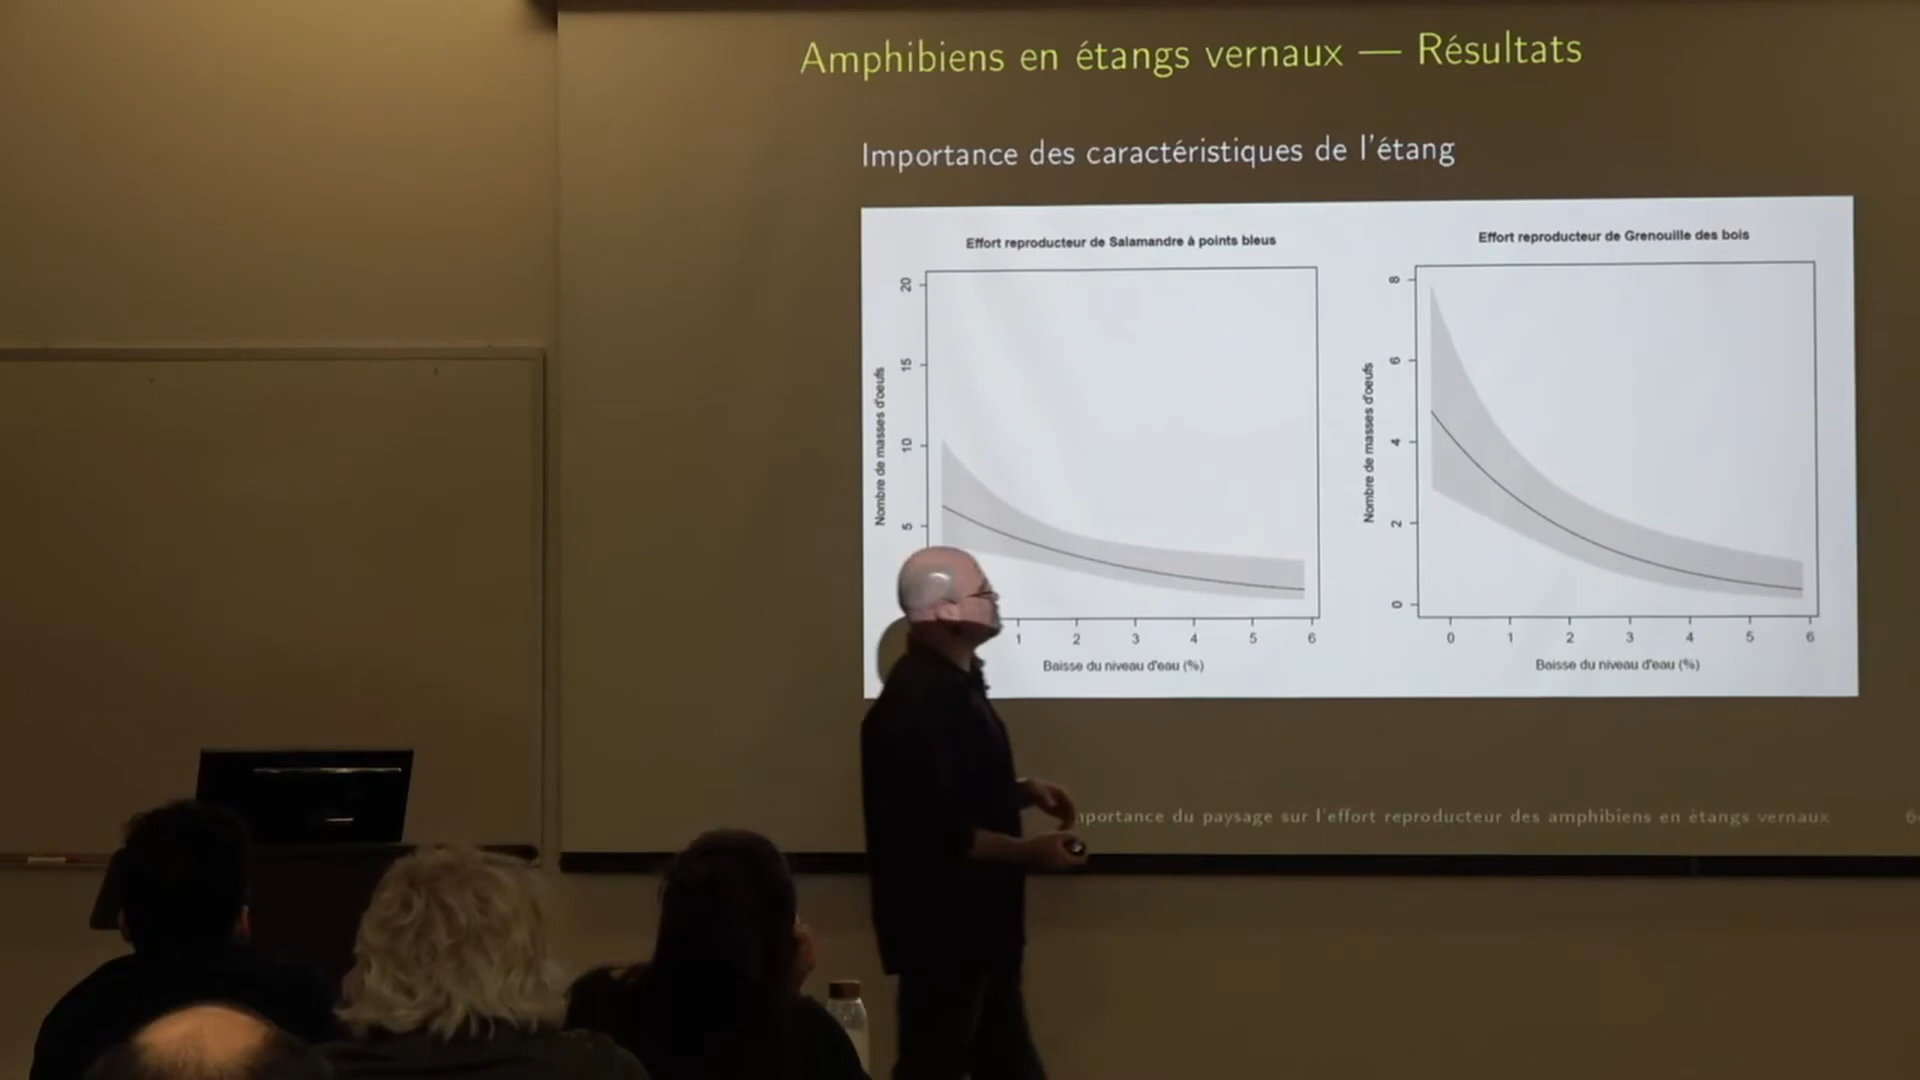 Amphibiens en étangs vernaux — Résultats
Importance des caractéristiques de l'étang
Effort reproducteur de Salamandre à points bleus
Nombre de masses d'oeufs
20
15
10
5
1 2 3 4 5 6
Baisse du niveau d'eau (%)
Effort reproducteur de Grenouille des bois
Nombre de masses d'oeufs
8
6
4
2
0
0 1 2 3 4 5 6
Baisse du niveau d'eau (%)
du paysage sur l'effort reproducteur des amphibiens en étangs vernaux